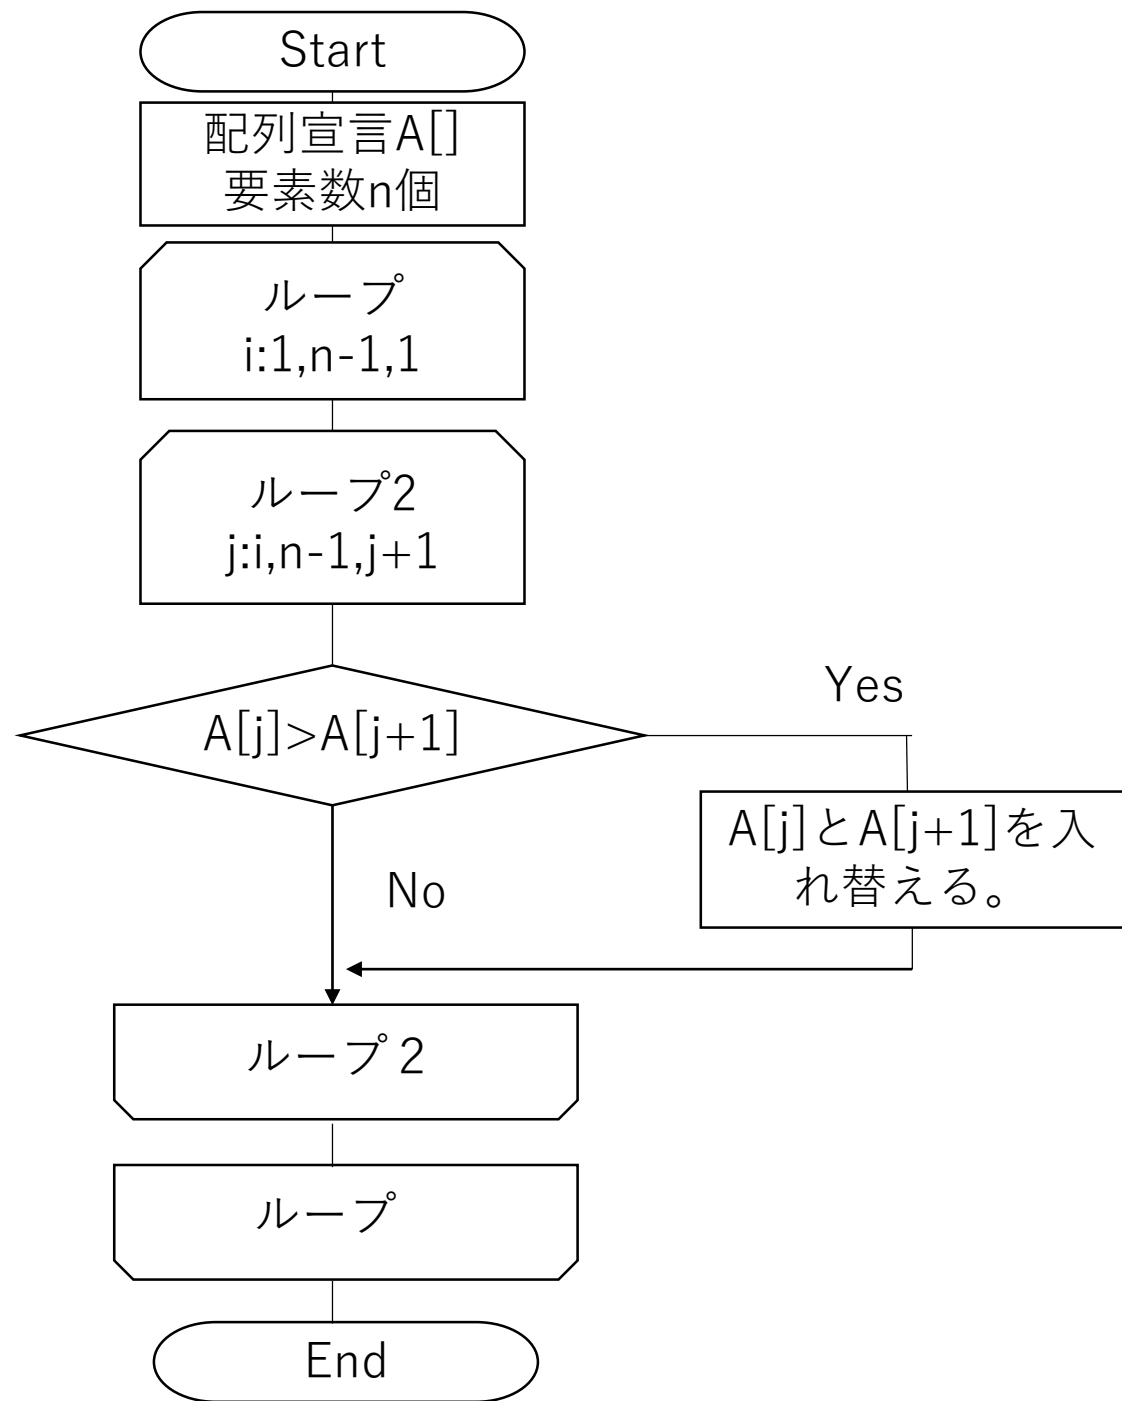 Start
配列宣言A[]
要素数n個
ループ
i:1,n-1,1
ループ2
j:i,n-1,j+1
A[j]>A[j+1]
Yes
A[j]とA[j+1]を入
れ替える。
No
ループ２
ループ
End